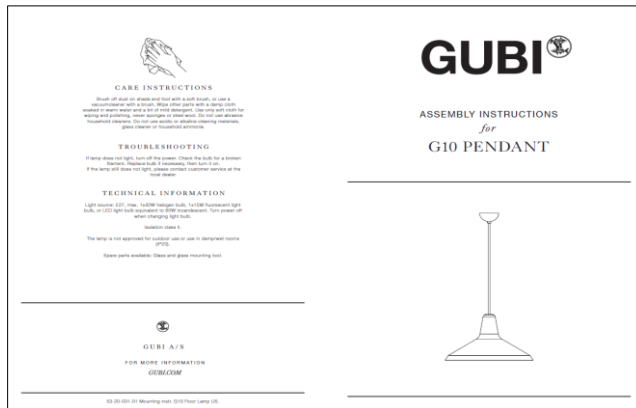 CARE INSTRUCTIONS
Brush off dust on shade and foot with a soft brush, or use a
vacuumcleaner with a brush. Wipe other parts with a damp cloth
soaked in warm water and a bit of mild detergent. Use only soft cloth for
wiping and polishing, never sponges or steel wool. Do not use abrasive
household cleaners. Do not use acidic or alkaline cleaning materials,
glass cleaner or household ammonia.
TROUBLESHOOTING
If lamp does not light, turn off the power. Check the bulb for a broken
filament. Replace bulb if necessary, then turn it on.
If the lamp still does not light, please contact customer service at the
local dealer.
TECHNICAL INFORMATION
Light source: E27, max. 1x60W halogen bulb, 1x15W fluorescent light
bulb, or LED light bulb equivalent to 60W incandescent. Turn power off
when changing light bulb.
Isolation class II.
The lamp is not approved for outdoor use or use in damp/wet rooms
(IP20).
Spare parts available: Glass and glass mounting tool.
GUBI A/S
FOR MORE INFORMATION
GUBI.COM
Mounting instr. G10 Floor Lamp US.
GUBI
ASSEMBLY INSTRUCTIONS
for
G10 PENDANT